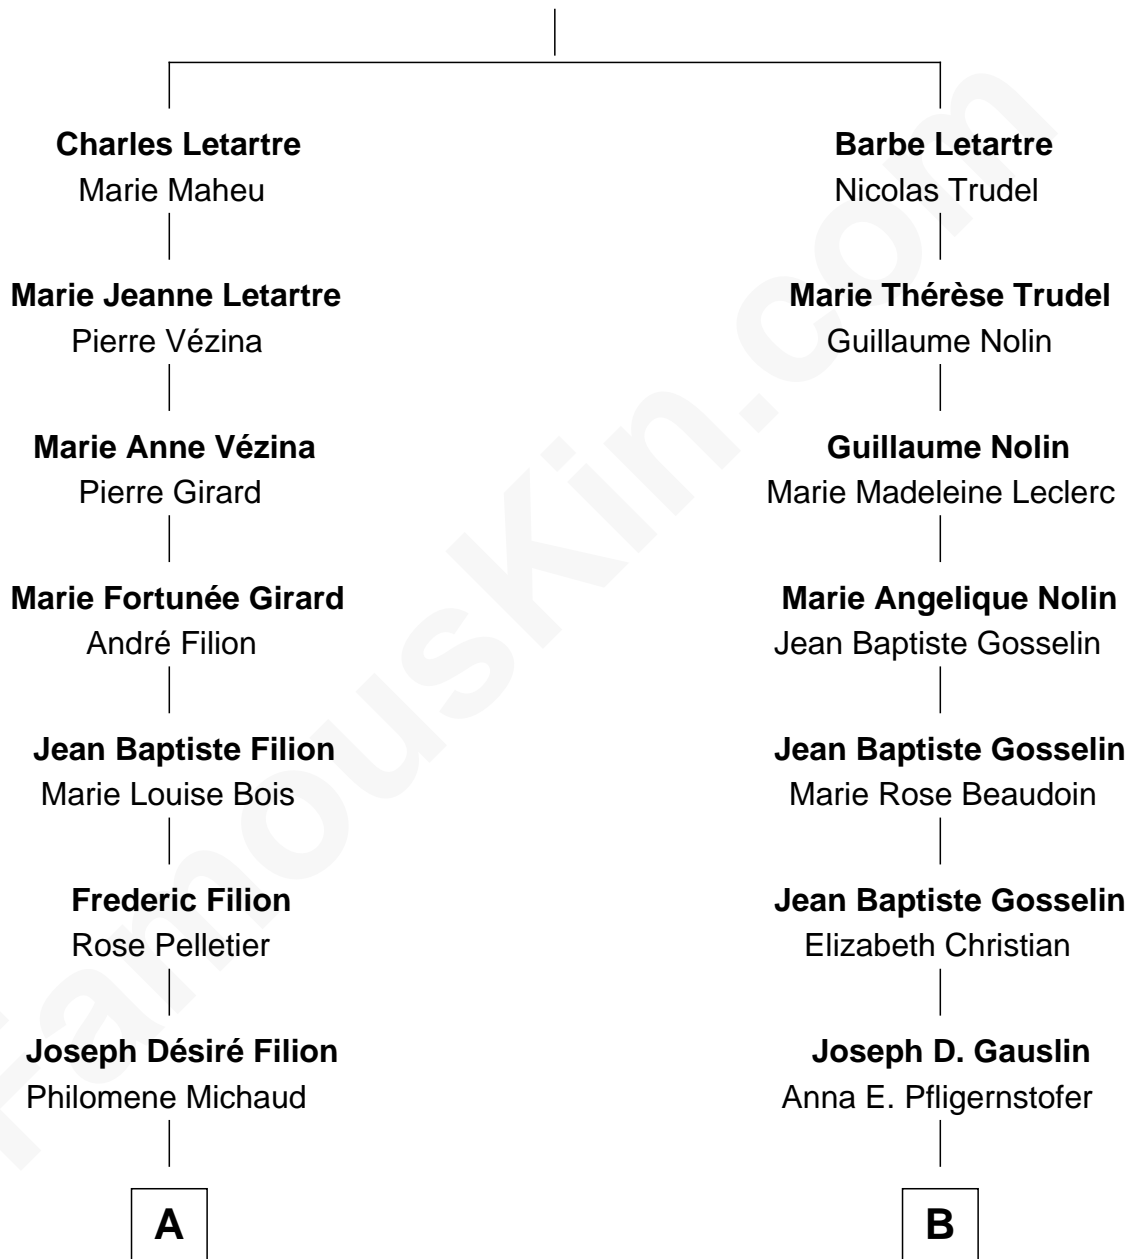 Charles Letartre
Marie Maheu
Marie Jeanne Letartre
Pierre Vézina
Marie Anne Vézina
Pierre Girard
Marie Fortunée Girard
André Filion
Jean Baptiste Filion
Marie Louise Bois
Frederic Filion
Rose Pelletier
Joseph Désiré Filion
Philomene Michaud
A
Barbe Letartre
Nicolas Trudel
Marie Thérèse Trudel
Guillaume Nolin
Guillaume Nolin
Marie Madeleine Leclerc
Marie Angelique Nolin
Jean Baptiste Gosselin
Jean Baptiste Gosselin
Marie Rose Beaudoin
Jean Baptiste Gosselin
Elizabeth Christian
Joseph D. Gauslin
Anna E. Pfligernstofer
B
FamousKin.com